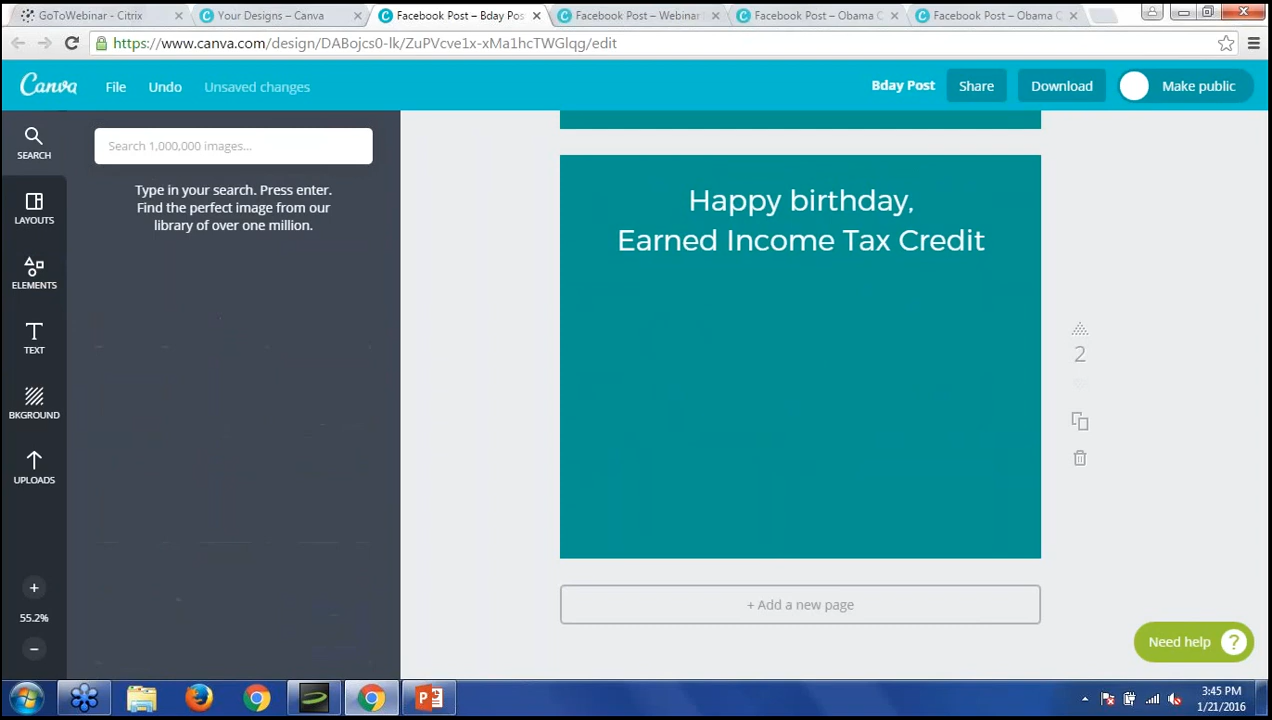 GoToWebinar - Citrix
Your Designs – Canva
Facebook Post – Bday Pos
Facebook Post – Webinar
Facebook Post – Obama C
Facebook Post – Obama C
https://www.canva.com/design/DABojcs0-lk/ZuPVcve1x-xMa1hcTWGlqg/edit
Canva
File
Undo
Unsaved changes
Bday Post
Share
Download
Make public
SEARCH
LAYOUTS
ELEMENTS
TEXT
BKGROUND
UPLOADS
55.2%
Search 1,000,000 images...
Type in your search. Press enter.
Find the perfect image from our
library of over one million.
Happy birthday,
Earned Income Tax Credit
2
+ Add a new page
Need help ?
3:45 PM
1/21/2016